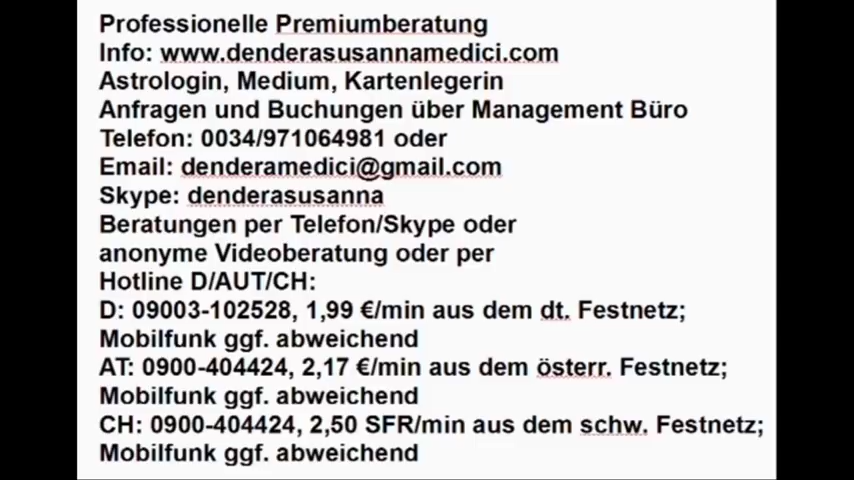 Professionelle Premiumberatung
Info: www.denderasusannamedici.com
Astrologin, Medium, Kartenlegerin
Anfragen und Buchungen über Management Büro
Telefon: 0034/971064981 oder
Email: denderamedici@gmail.com
Skype: denderasusanna
Beratungen per Telefon/Skype oder
anonyme Videoberatung oder per
Hotline D/AUT/CH:
D: 09003-102528, 1,99 €/min aus dem dt. Festnetz;
Mobilfunk ggf. abweichend
AT: 0900-404424, 2,17 €/min aus dem österr. Festnetz;
Mobilfunk ggf. abweichend
CH: 0900-404424, 2,50 SFR/min aus dem schw. Festnetz;
Mobilfunk ggf. abweichend